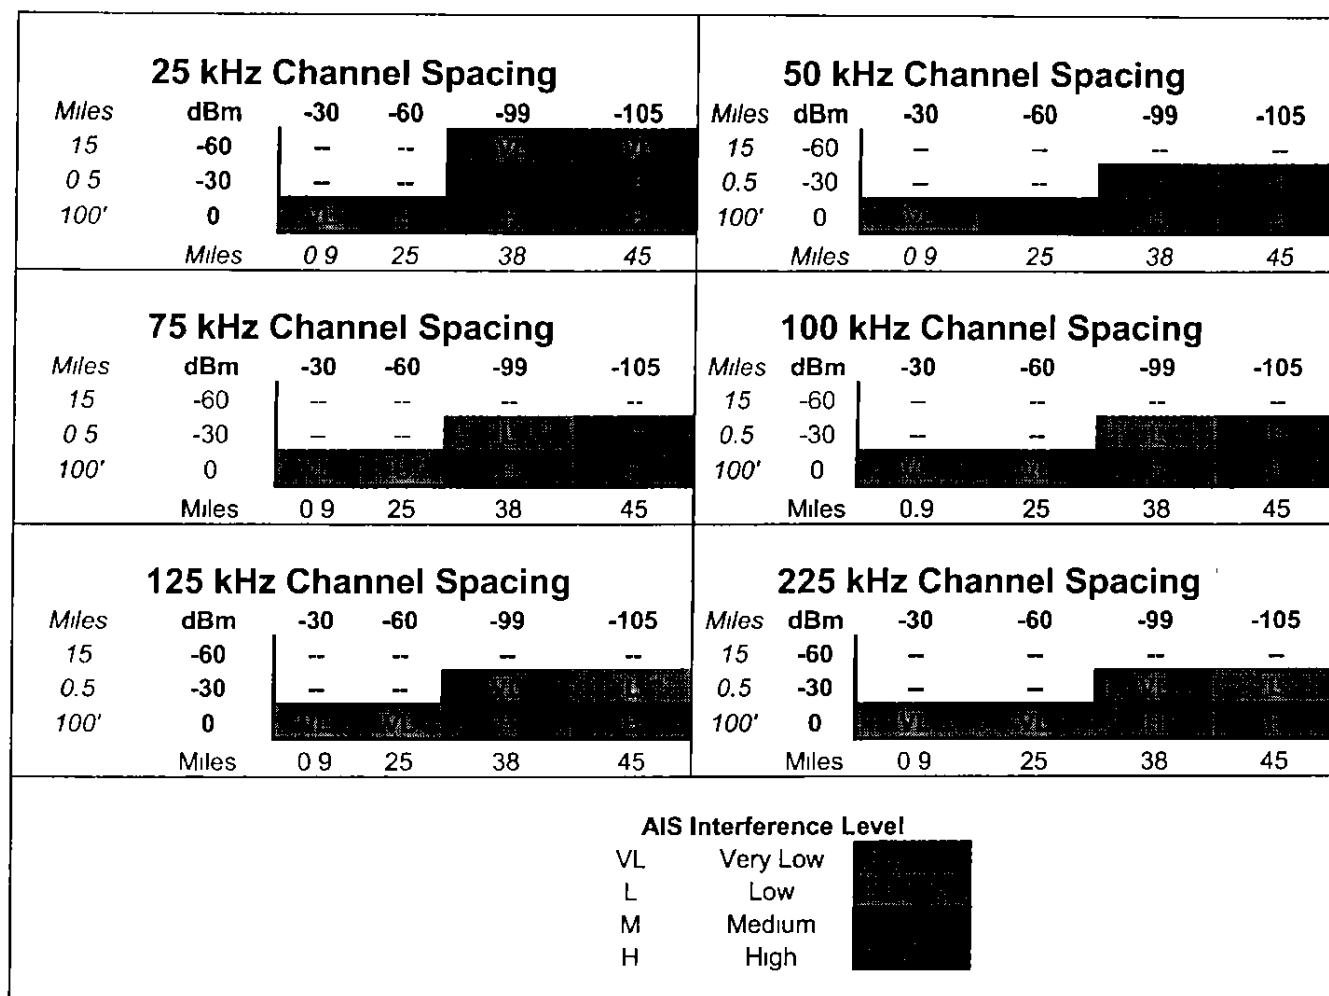 25 kHz Channel Spacing
Miles dBm -30 -60 -99 -105
15 -60 -- -- VL VL
0 5 -30 -- --
100' 0 VL H H
Miles 0 9 25 38 45
50 kHz Channel Spacing
Miles dBm -30 -60 -99 -105
15 -60 -- -- -- --
0.5 -30 -- --
100' 0 VL
Miles 0 9 25 38 45
75 kHz Channel Spacing
Miles dBm -30 -60 -99 -105
15 -60 -- -- -- --
0 5 -30 -- -- L
100' 0 VL
Miles 0 9 25 38 45
100 kHz Channel Spacing
Miles dBm -30 -60 -99 -105
15 -60 -- -- -- --
0.5 -30 -- -- L
100' 0 VL VL
Miles 0.9 25 38 45
125 kHz Channel Spacing
Miles dBm -30 -60 -99 -105
15 -60 -- -- -- --
0.5 -30 -- -- VL L
100' 0 VL VL
Miles 0 9 25 38 45
225 kHz Channel Spacing
Miles dBm -30 -60 -99 -105
15 -60 -- -- -- --
0.5 -30 -- -- VL L
100' 0 VL VL H
Miles 0 9 25 38 45
AIS Interference Level
VL Very Low
L Low
M Medium
H High